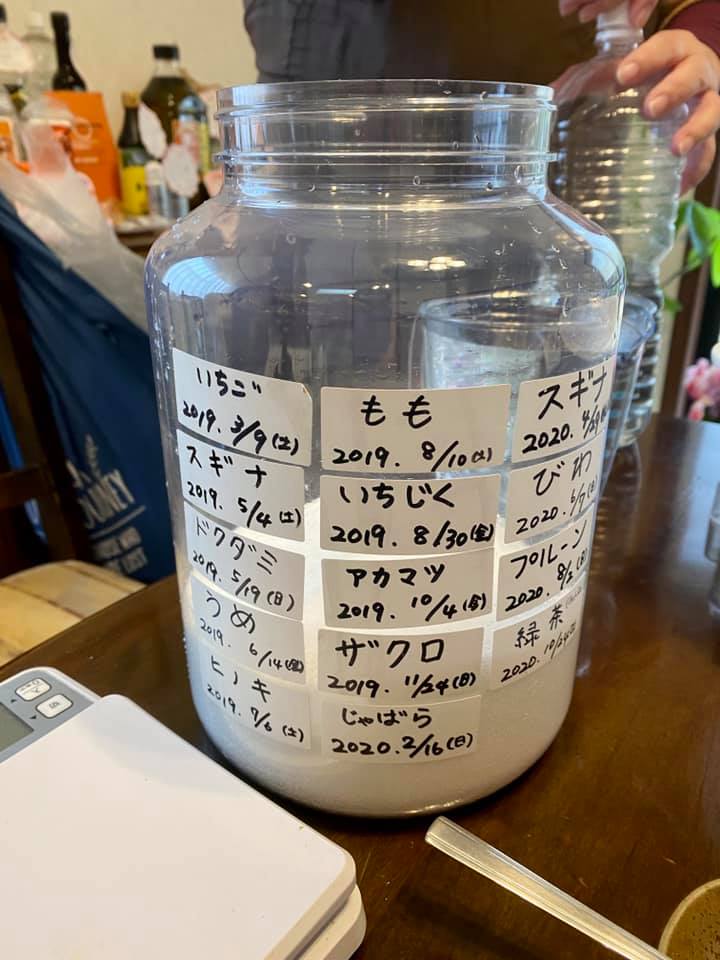 いちご
2019. 3/9(土)
スギナ
2019. 5/4(土)
ドクダミ
2019. 5/19(日)
うめ
2019. 6/14(金)
ヒノキ
2019. 7/6(土)
もも
2019. 8/10(土)
いちじく
2019. 8/30(金)
アカマツ
2019. 10/4(金)
ザクロ
2019. 11/24(日)
じゃばら
2020. 2/16(日)
スギナ
2020. 4/29
びわ
2020.
プルーン
2020. 8/2(日)
緑茶
2020. 10/24